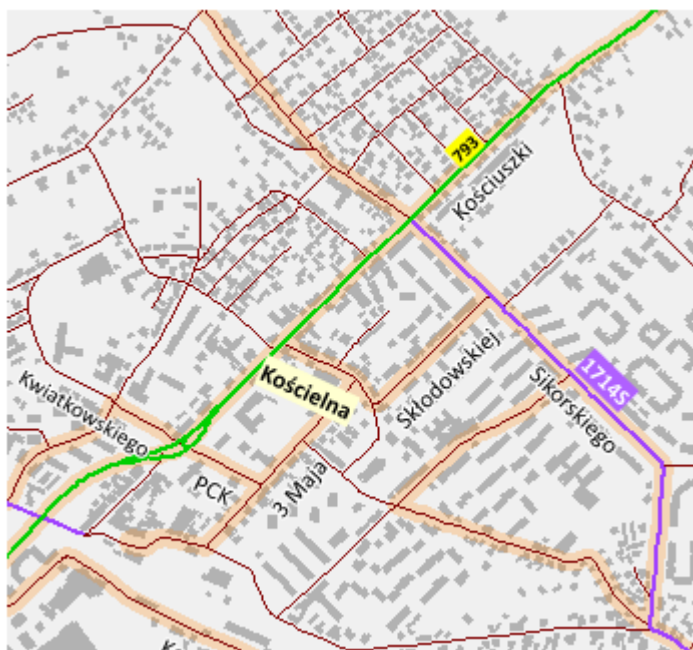 793
Kościuszki
1714S
Kościelna
Skłodowskiej
Sikorskiego
Kwiatkowskiego
PCK
3 Maja